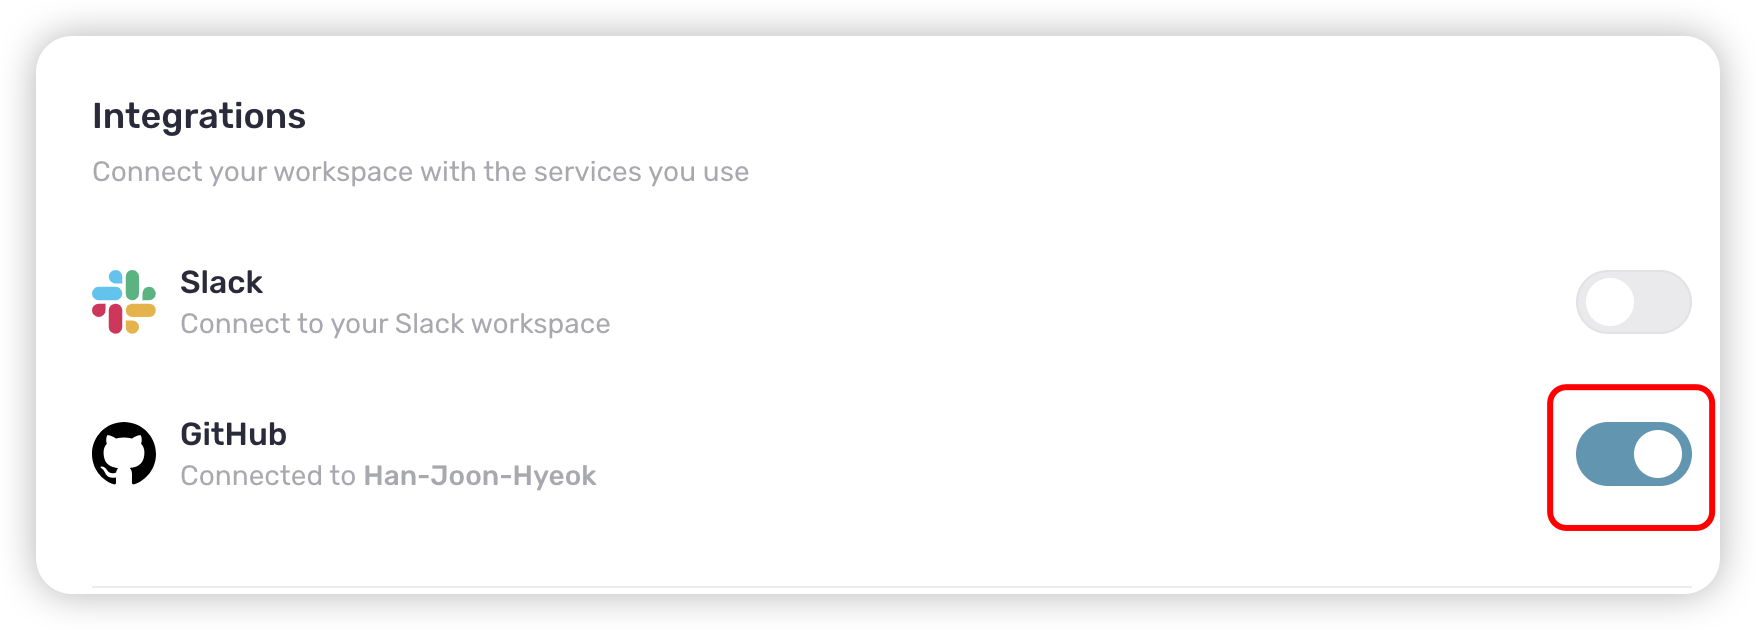 Integrations
Connect your workspace with the services you use
Slack
Connect to your Slack workspace
GitHub
Connected to Han-Joon-Hyeok